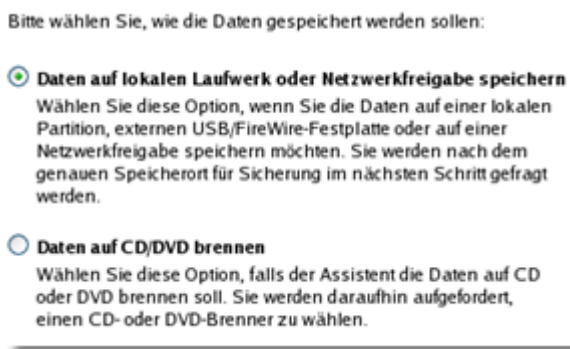 Bitte wählen Sie, wie die Daten gespeichert werden sollen:
Daten auf lokalen Laufwerk oder Netzwerkfreigabe speichern
Wählen Sie diese Option, wenn Sie die Daten auf einer lokalen
Partition, externen USB/FireWire-Festplatte oder auf einer
Netzwerkfreigabe speichern möchten. Sie werden nach dem
genauen Speicherort für Sicherung im nächsten Schritt gefragt
werden.
Daten auf CD/DVD brennen
Wählen Sie diese Option, falls der Assistent die Daten auf CD
oder DVD brennen soll. Sie werden daraufhin aufgefordert,
einen CD- oder DVD-Brenner zu wählen.